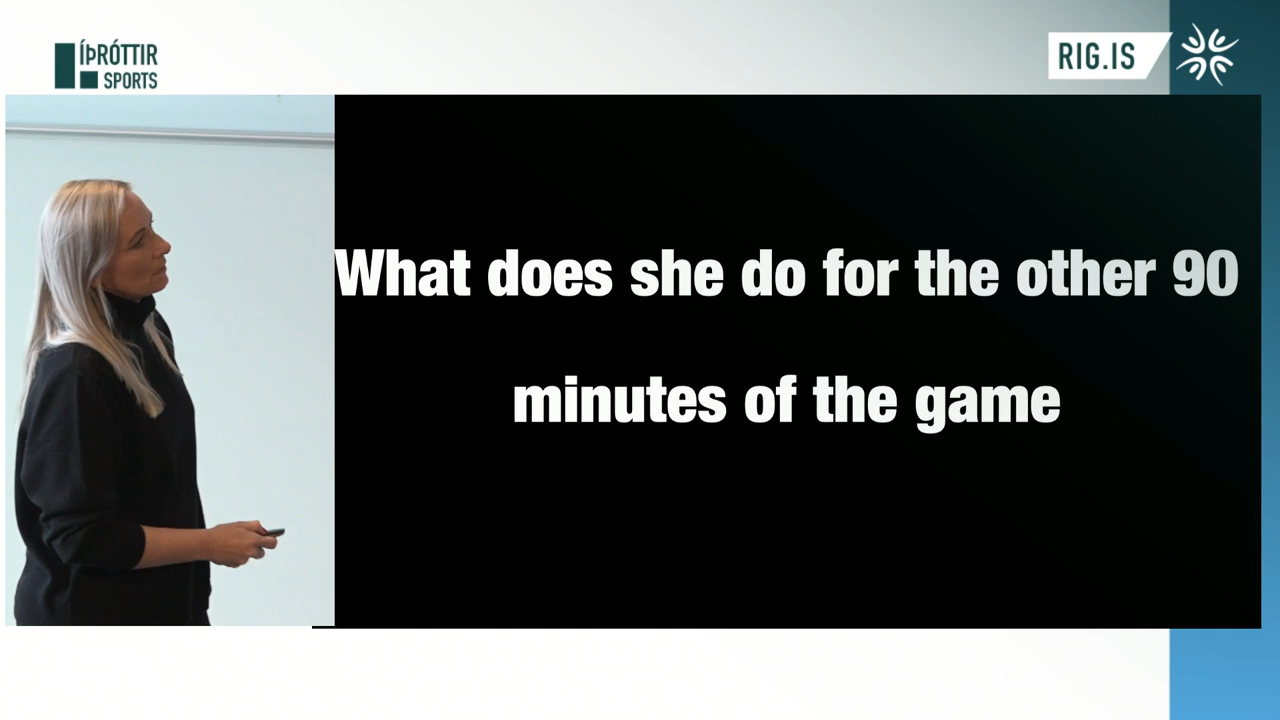 ÍÞRÓTTIR
SPORTS
RIG.IS
What does she do for the other 90
minutes of the game